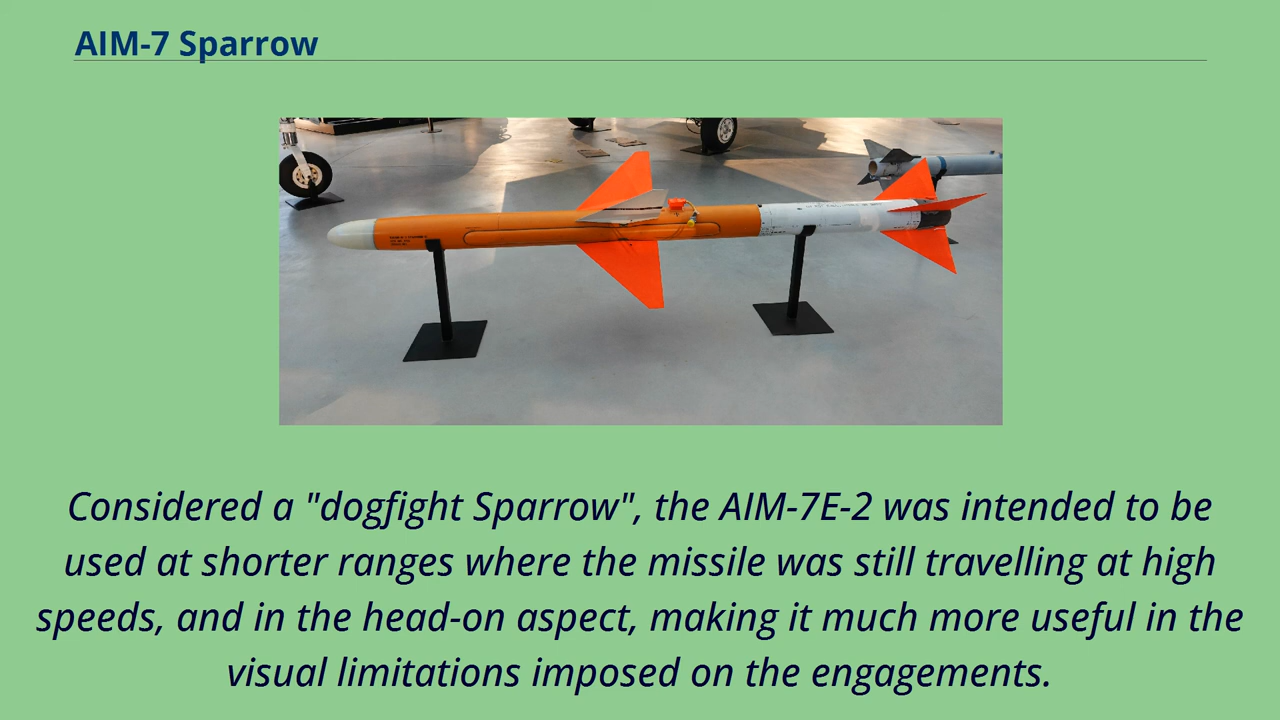 AIM-7 Sparrow
Considered a "dogfight Sparrow", the AIM-7E-2 was intended to be
used at shorter ranges where the missile was still travelling at high
speeds, and in the head-on aspect, making it much more useful in the
visual limitations imposed on the engagements.